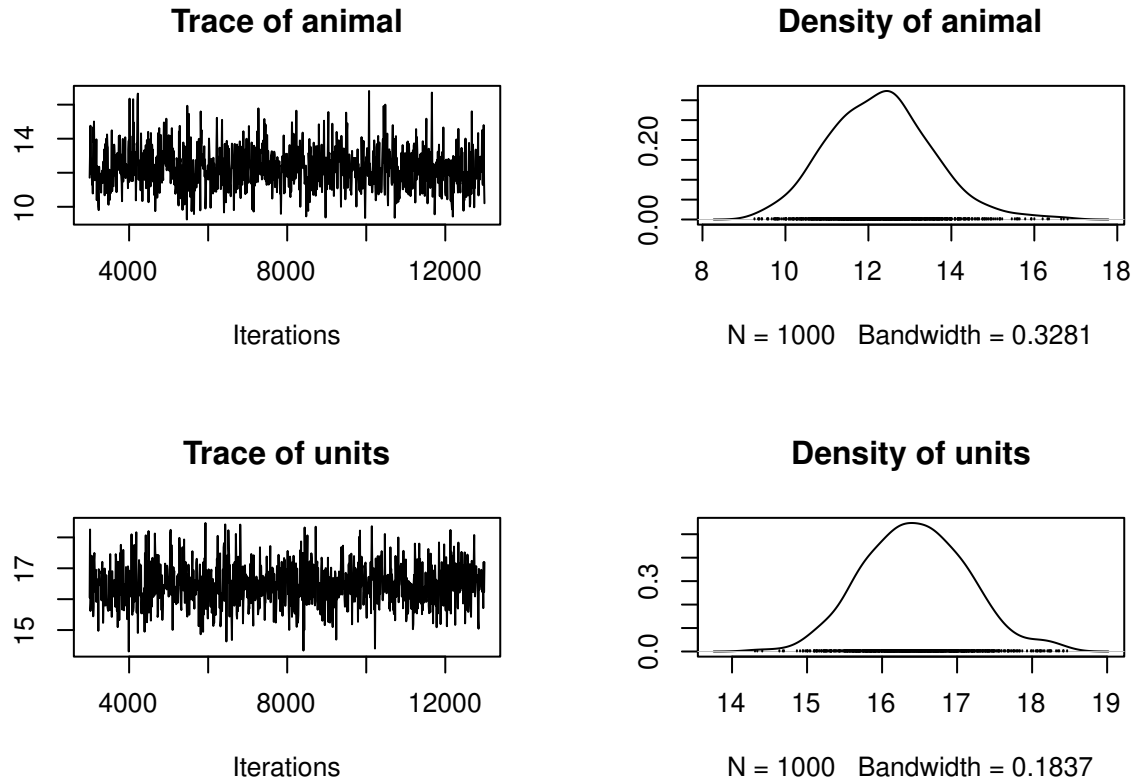 Trace of animal
10 14
4000 8000 12000
Iterations
Density of animal
0.00 0.20
8 10 12 14 16 18
N = 1000 Bandwidth = 0.3281
Trace of units
15 17
4000 8000 12000
Iterations
Density of units
0.0 0.3
14 15 16 17 18 19
N = 1000 Bandwidth = 0.1837